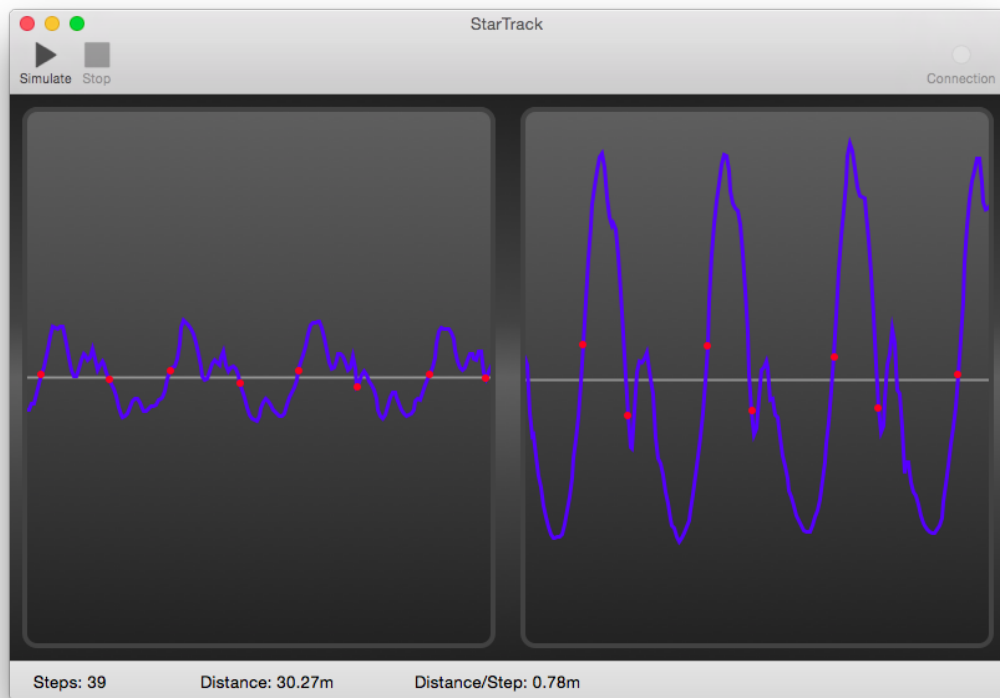 StarTrack
Simulate Stop Connection
Steps: 39 Distance: 30.27m Distance/Step: 0.78m